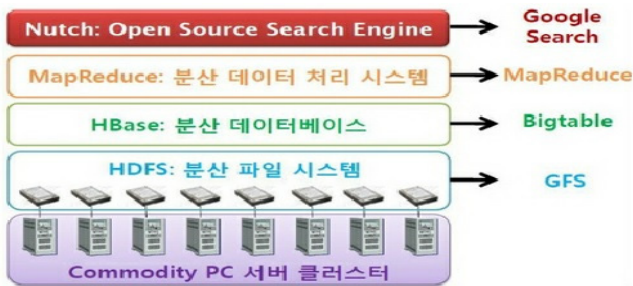 Nutch: Open Source Search Engine
Google
Search
MapReduce: 분산 데이터 처리 시스템
MapReduce
HBase: 분산 데이터베이스
Bigtable
HDFS: 분산 파일 시스템
GFS
Commodity PC 서버 클러스터